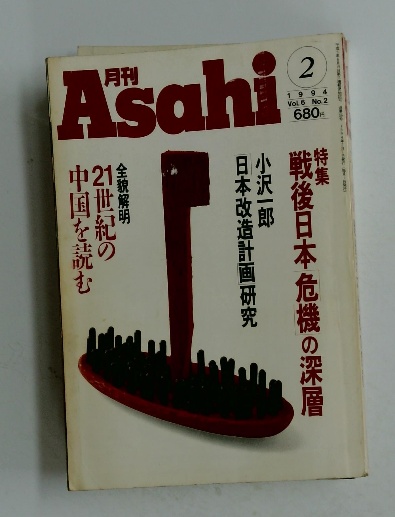 月刊
Asahi
2
1994
Vol.6 No.2
680円
特集
戦後日本「危機」の深層
小沢一郎
「日本改造計画」研究
全貌解明
21世紀の
中国を読む